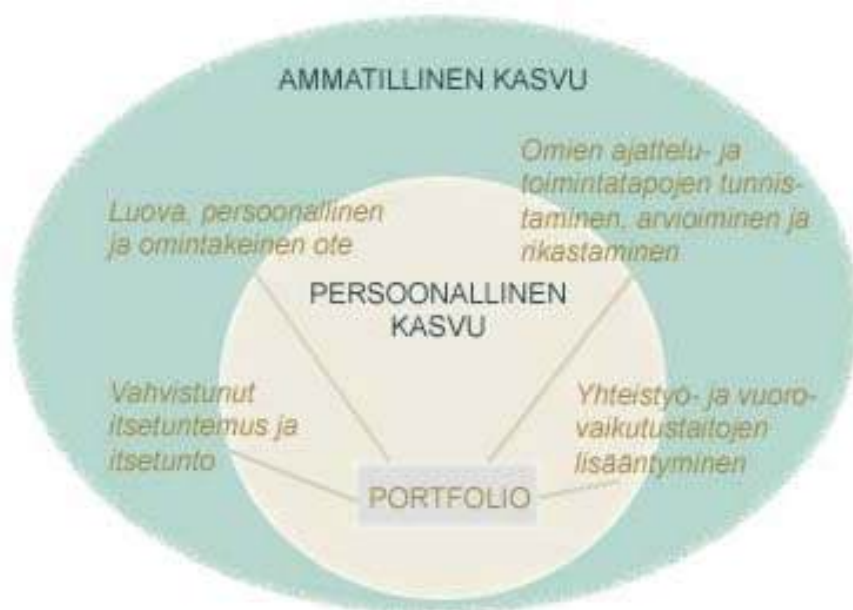 AMMATILLINEN KASVU
Omien ajattelu- ja
toimintatapojen tunnis-
taminen, arvioiminen ja
rikastaminen
Luova, persoonallinen
ja omintakeinen ote
PERSOONALLINEN
KASVU
Vahvistunut
itsetuntemus ja
itsetunto
Yhteistyö- ja vuoro-
vaikutustaitojen
lisääntyminen
PORTFOLIO